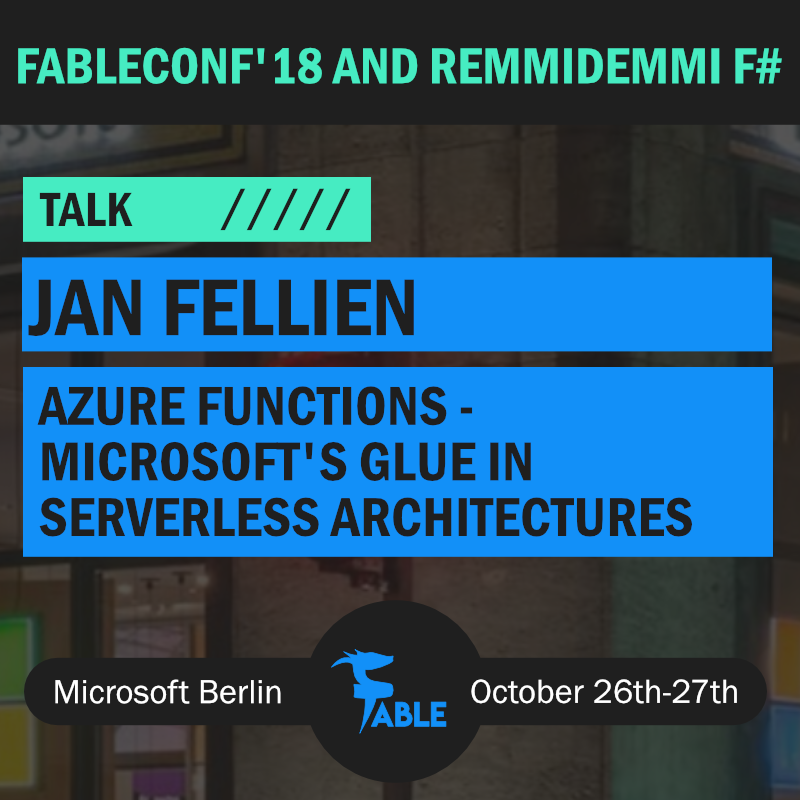 FABLECONF'18 AND REMMIDEMMI F#
TALK /////
JAN FELLIEN
AZURE FUNCTIONS -
MICROSOFT'S GLUE IN
SERVERLESS ARCHITECTURES
Microsoft Berlin
FABLE
October 26th-27th